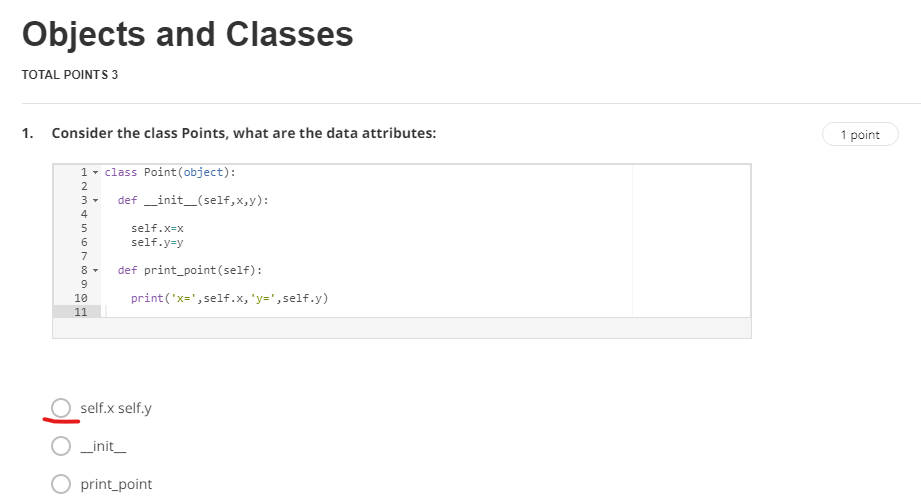 Objects and Classes
TOTAL POINTS 3
1. Consider the class Points, what are the data attributes:
1 point
1 class Point(object):
2
3 def __init__(self,x,y):
4
5 self.x=x
6 self.y=y
7
8 def print_point(self):
9
10 print('x=',self.x,'y=',self.y)
11
self.x self.y
__init__
print_point